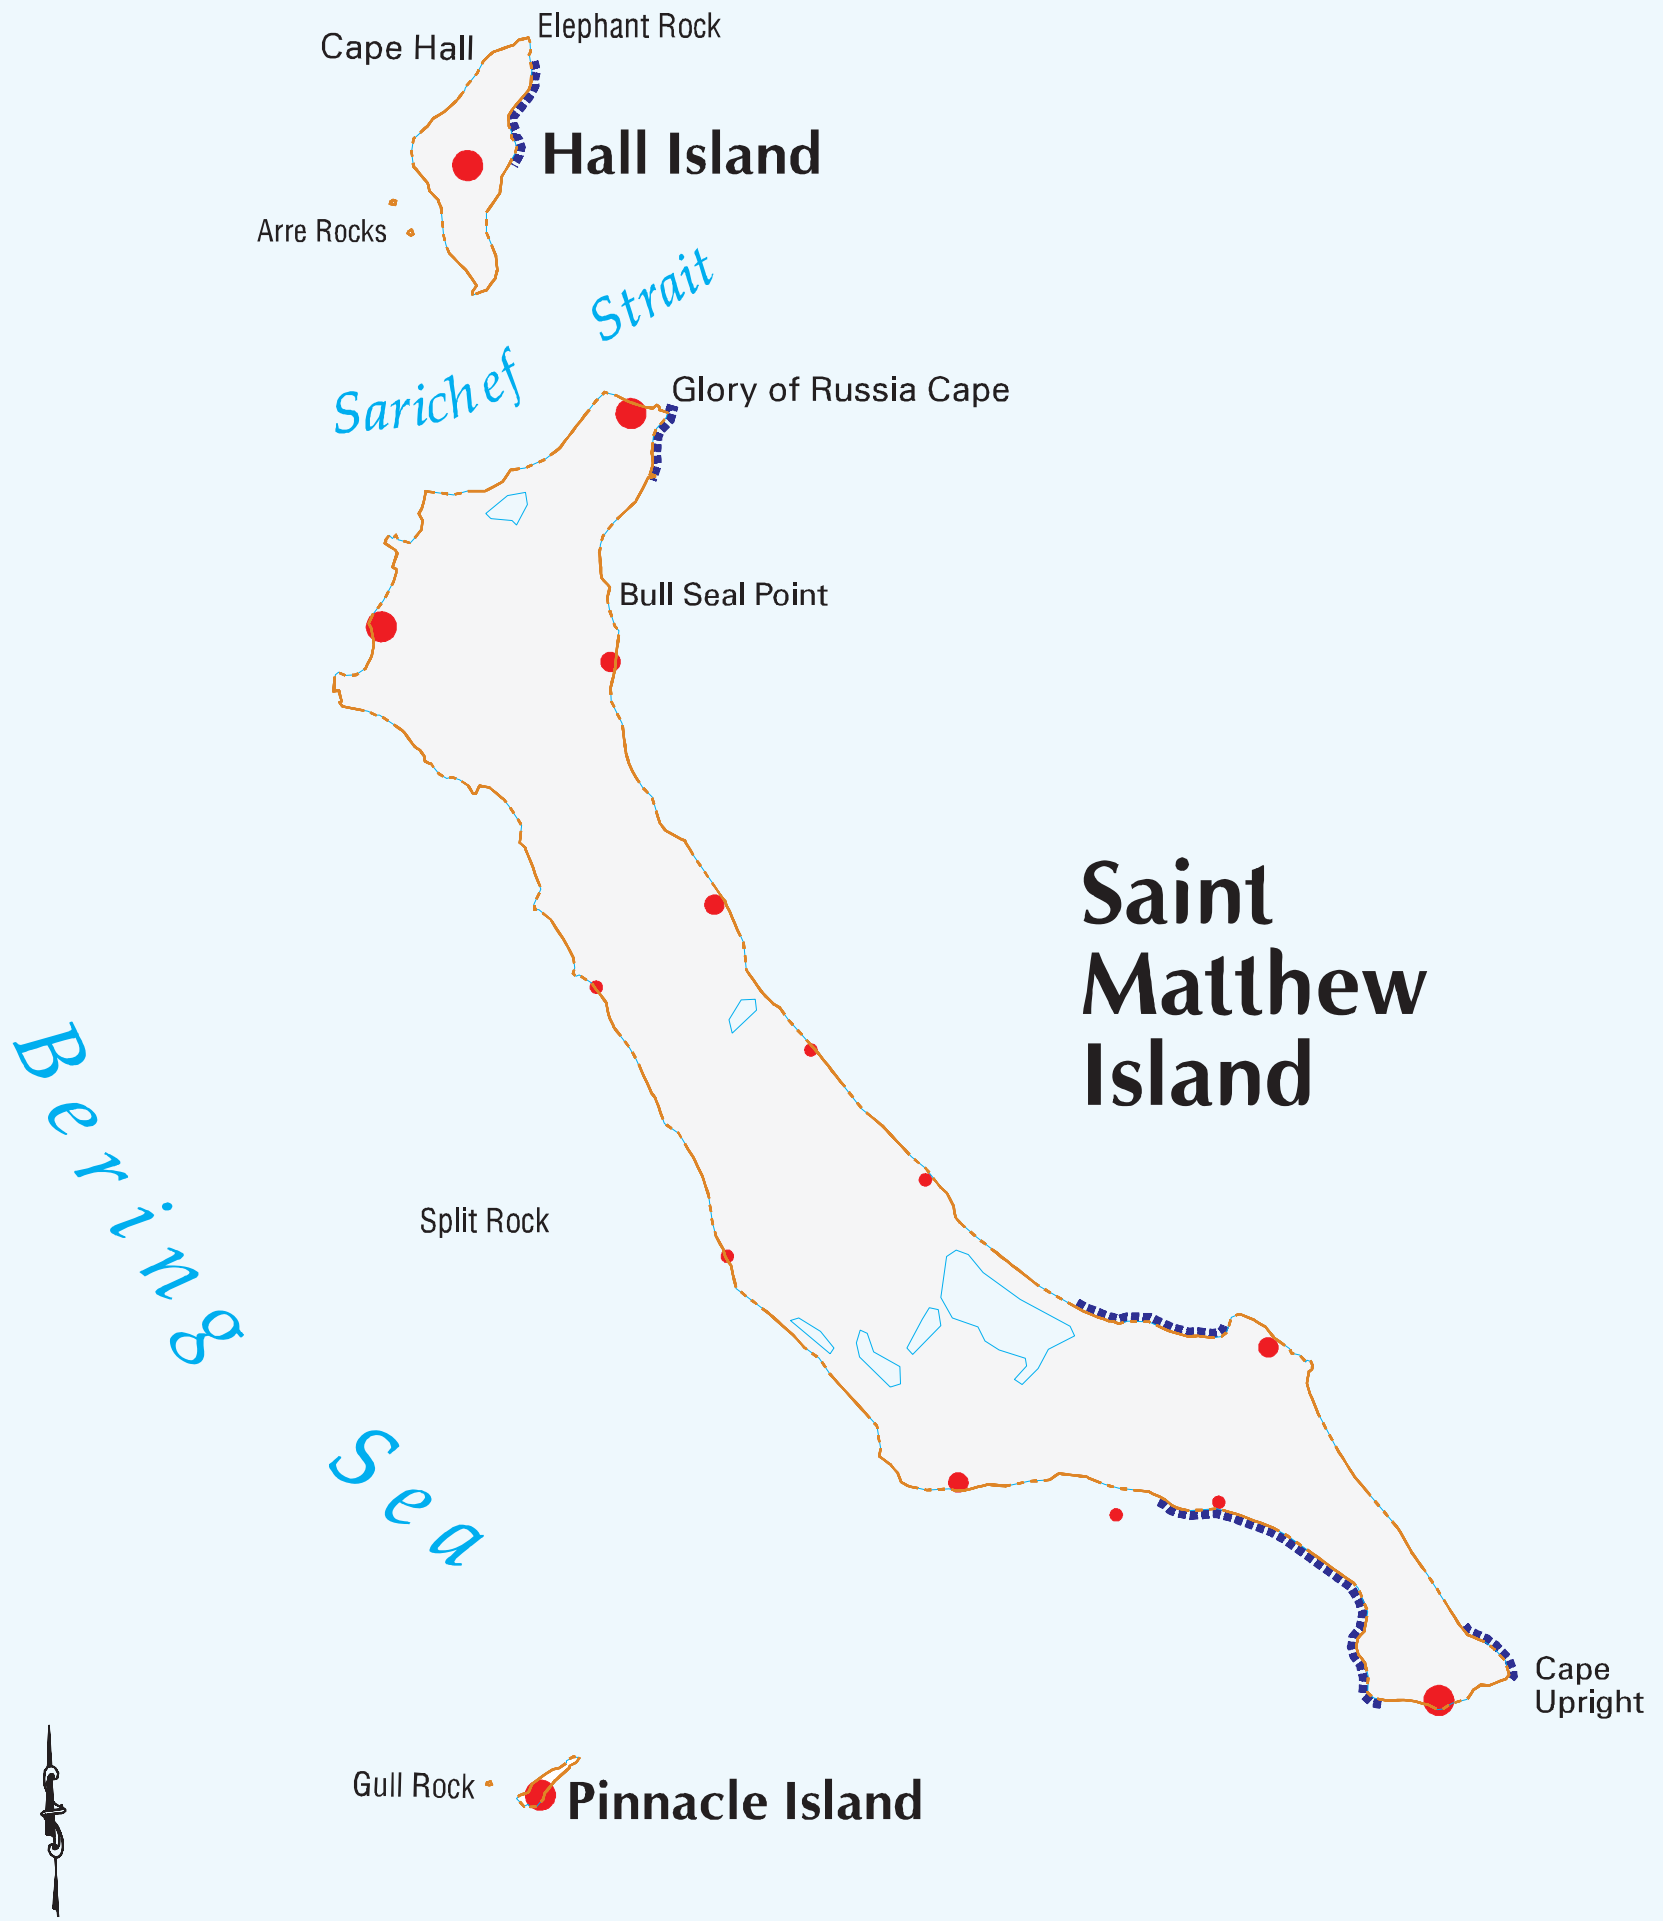 Elephant Rock
Cape Hall
Hall Island
Arre Rocks
Sarichef Strait
Glory of Russia Cape
Bull Seal Point
Saint
Matthew
Island
Bering Sea
Split Rock
Cape
Upright
Gull Rock
Pinnacle Island